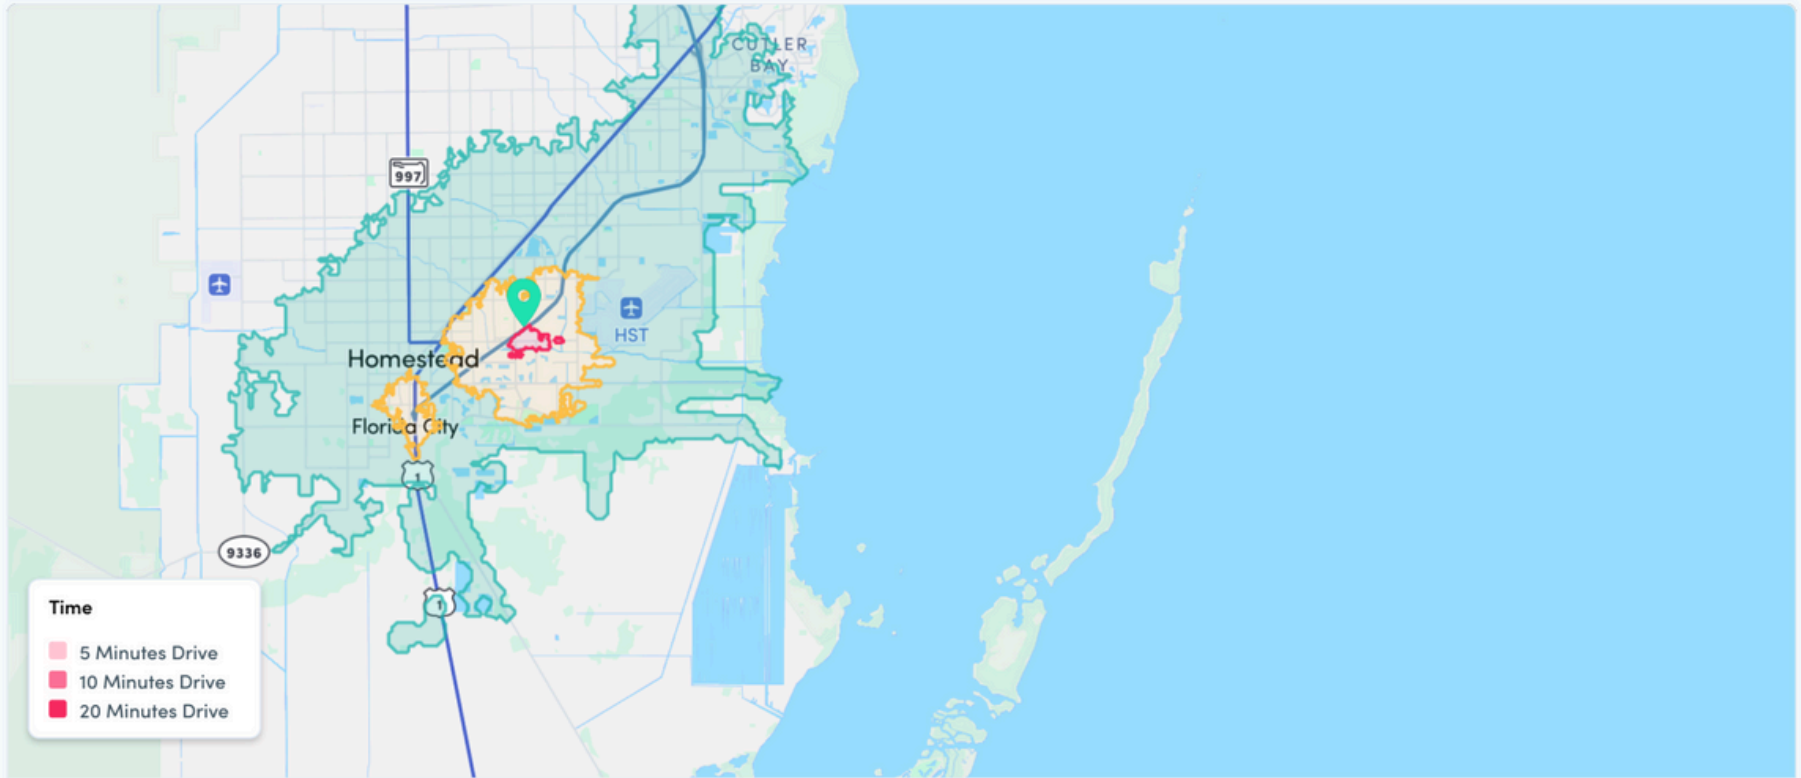 CUTLER
BAY
997
HST
Homestead
Florida City
1
9336
1
Time
5 Minutes Drive
10 Minutes Drive
20 Minutes Drive